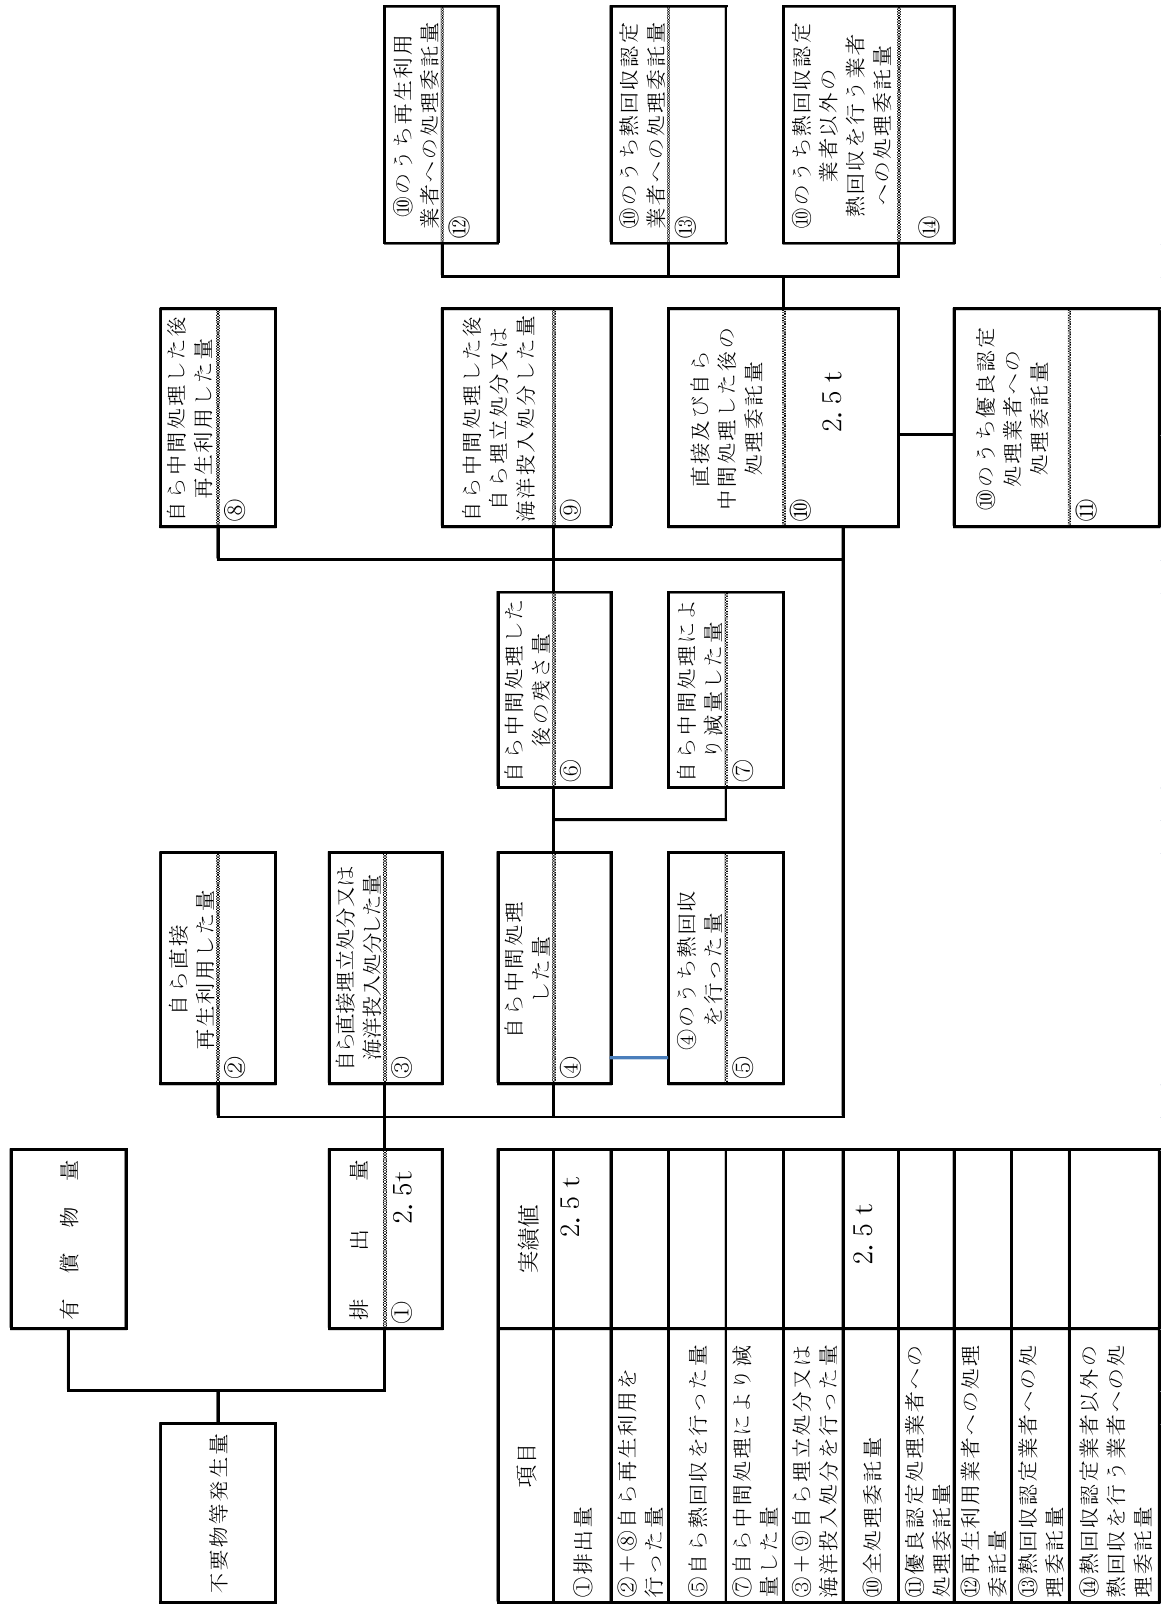 不要物等発生量
有償物量
排出量
①
2.5t
自ら直接
再生利用した量
②
自ら直接埋立処分又は
海洋投入処分した量
③
自ら中間処理
した量
④
④のうち熱回収
を行った量
⑤
自ら中間処理した
後の残さ量
⑥
自ら中間処理によ
り減量した量
⑦
自ら中間処理した後
再生利用した量
⑧
自ら中間処理した後
自ら埋立処分又は
海洋投入処分した量
⑨
直接及び自ら
中間処理した後の
処理委託量
⑩
2.5t
⑩のうち優良認定
処理業者への
処理委託量
⑪
⑩のうち再生利用
業者への処理委託量
⑫
⑩のうち熱回収認定
業者への処理委託量
⑬
⑩のうち熱回収認定
業者以外の
熱回収を行う業者
への処理委託量
⑭
項目
実績値
①排出量
2.5t
②+⑧自ら再生利用を
行った量
⑤自ら熱回収を行った量
⑦自ら中間処理により減
量した量
③+⑨自ら埋立処分又は
海洋投入処分を行った量
⑩全処理委託量
2.5t
⑪優良認定処理業者への
処理委託量
⑫再生利用業者への処理
委託量
⑬熱回収認定業者への処
理委託量
⑭熱回収認定業者以外の
熱回収を行う業者への処
理委託量